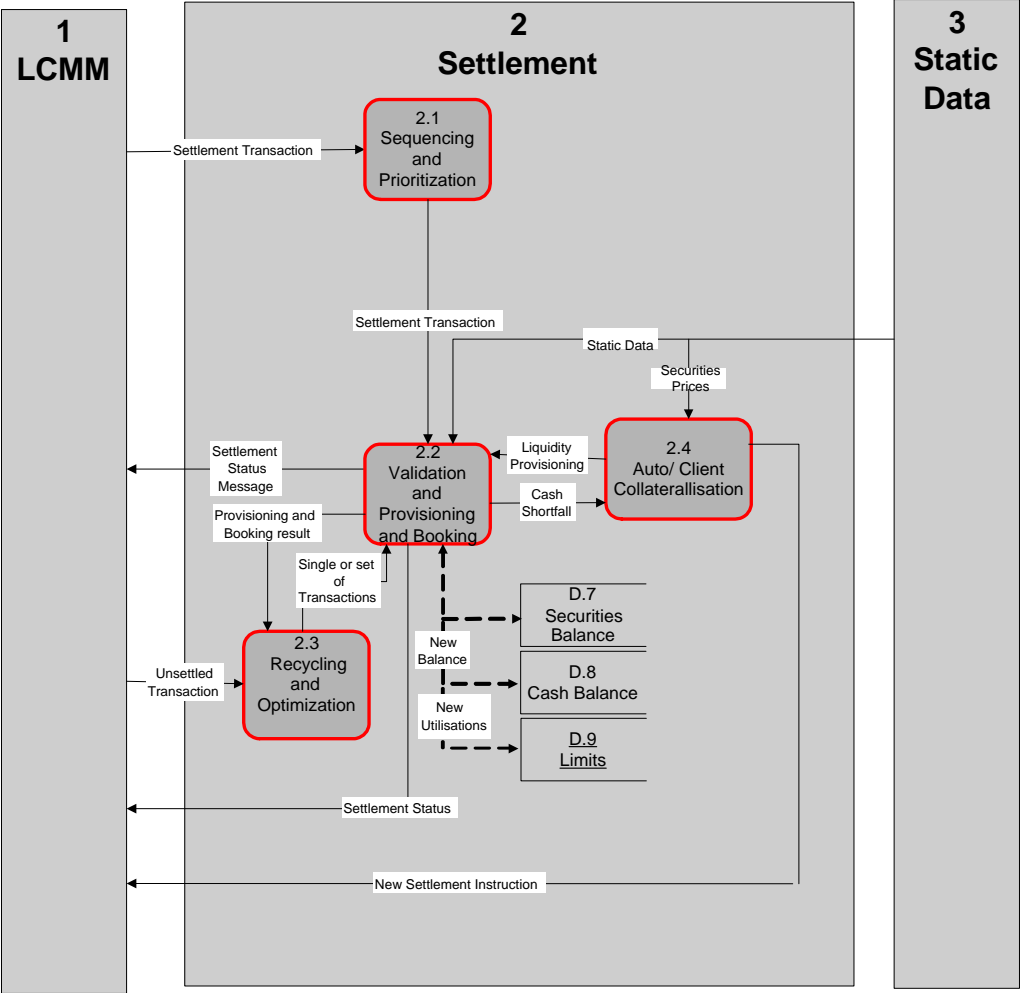 1
LCMM
2
Settlement
3
Static
Data
2.1
Sequencing
and
Prioritization
Settlement Transaction
Settlement Transaction
Static Data
Securities
Prices
2.2
Validation
and
Provisioning
and Booking
Liquidity
Provisioning
Cash
Shortfall
2.4
Auto/ Client
Collaterallisation
Settlement
Status
Message
Provisioning and
Booking result
Single or set
of
Transactions
D.7
Securities
Balance
New
Balance
2.3
Recycling
and
Optimization
Unsettled
Transaction
D.8
Cash Balance
New
Utilisations
D.9
Limits
Settlement Status
New Settlement Instruction